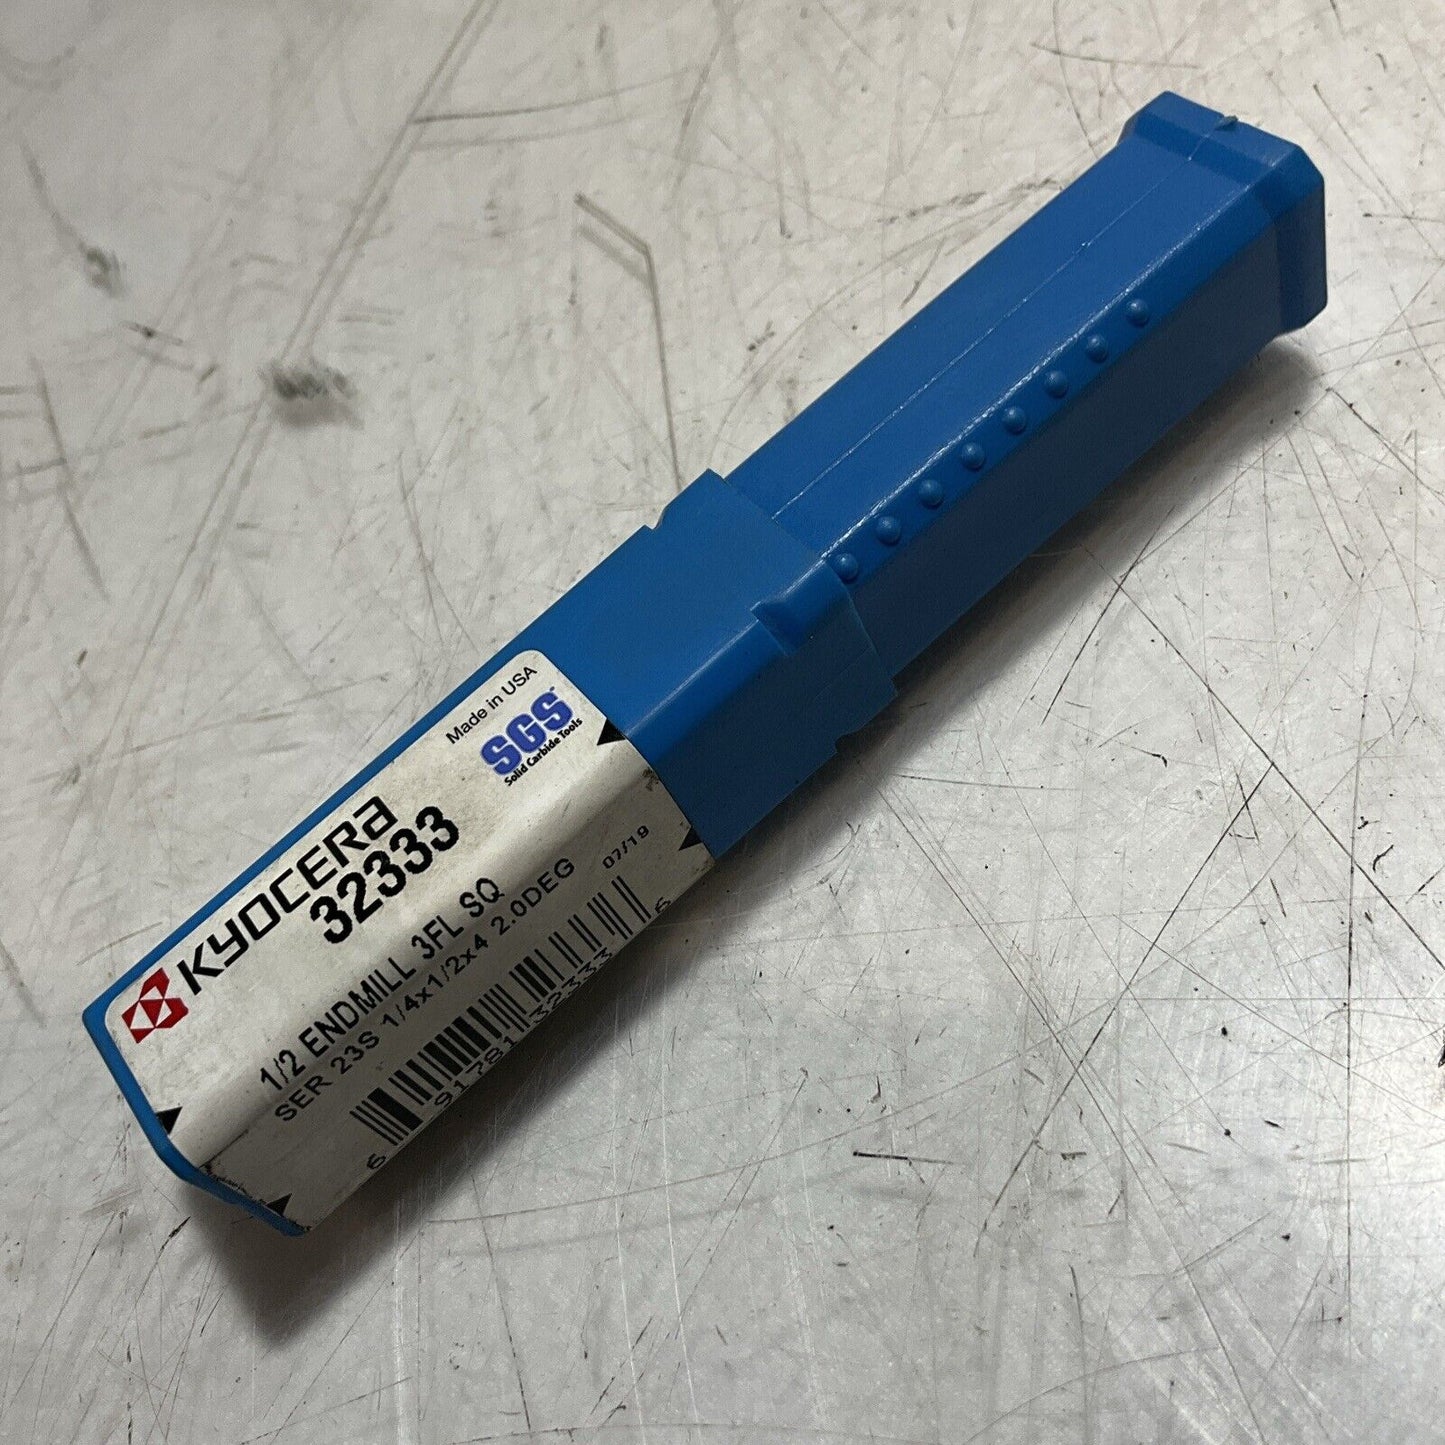 Made in USA
SGS
Solid Carbide Tools
KYOCERA
32333
1/2 ENDMILL 3FL SQ
SER 23S 1/4x1/2x4 2.0DEG
07/19
6 91781 32333 6